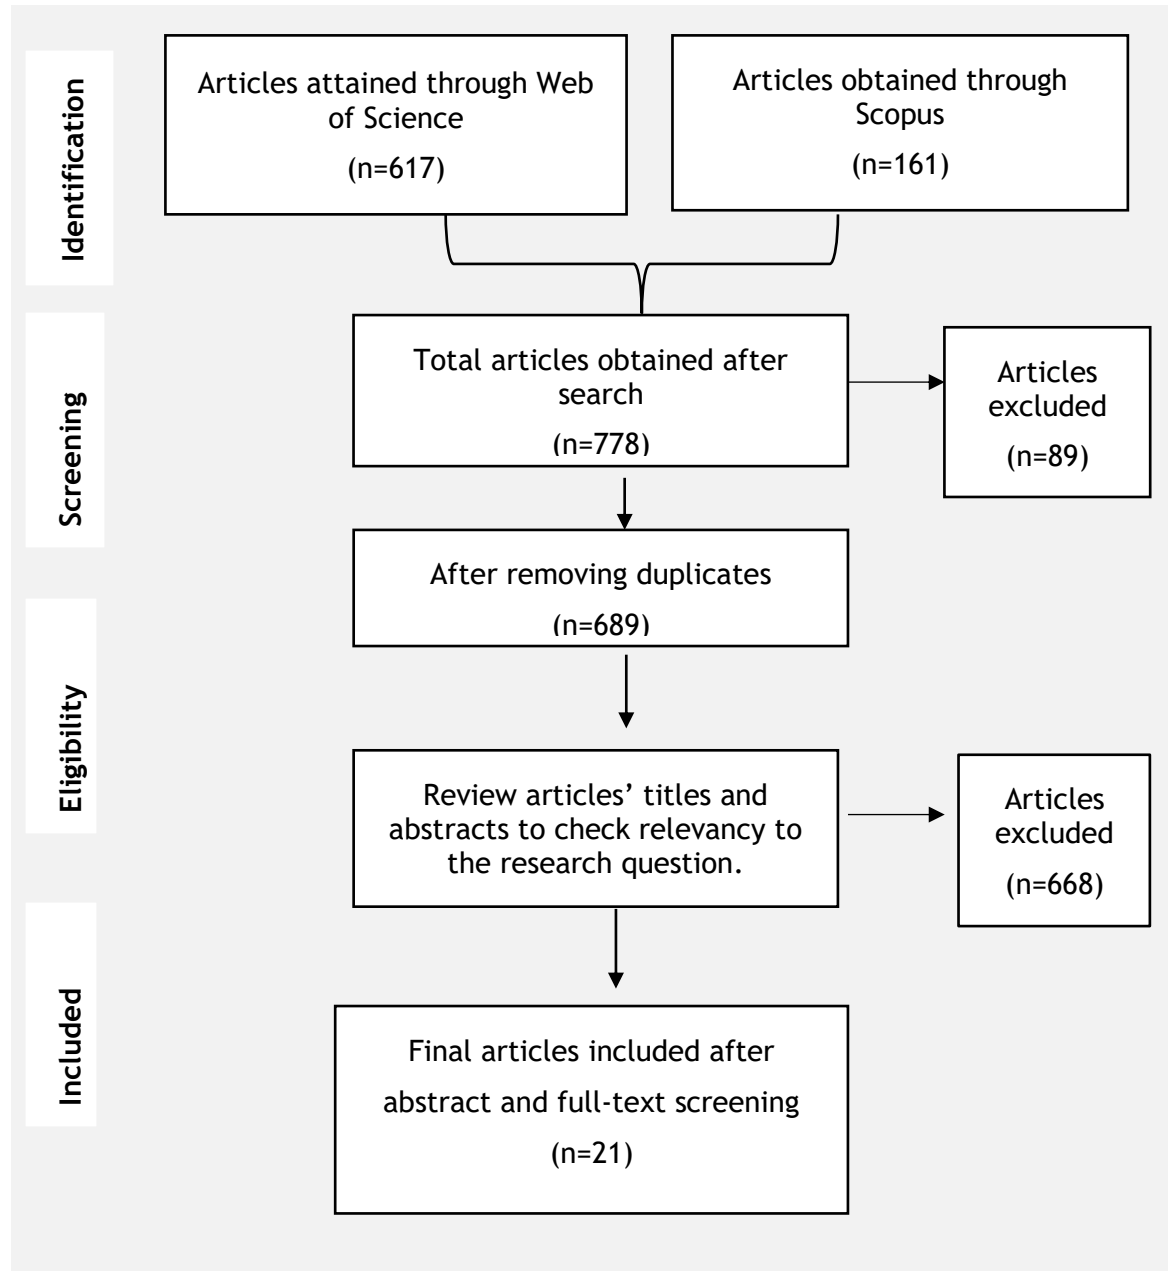 Identification
Articles attained through Web
of Science
(n=617)
Articles obtained through
Scopus
(n=161)
Screening
Total articles obtained after
search
(n=778)
Articles
excluded
(n=89)
After removing duplicates
(n=689)
Eligibility
Review articles’ titles and
abstracts to check relevancy to
the research question.
Articles
excluded
(n=668)
Included
Final articles included after
abstract and full-text screening
(n=21)